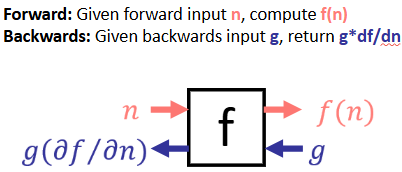 Forward: Given forward input n, compute f(n)
Backwards: Given backwards input g, return g*df/dn
n f f(n)
g(∂f/∂n) g